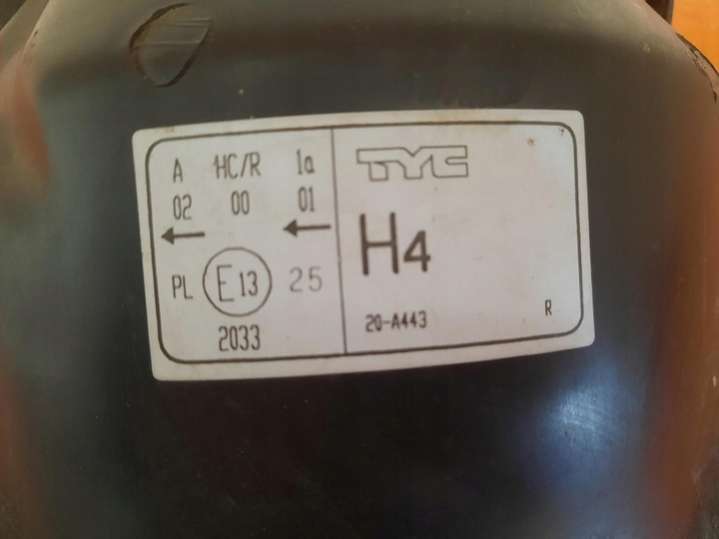 A HC/R 1a
02 00 01
PL E13 25
2033
TYC
H4
20-A443 R